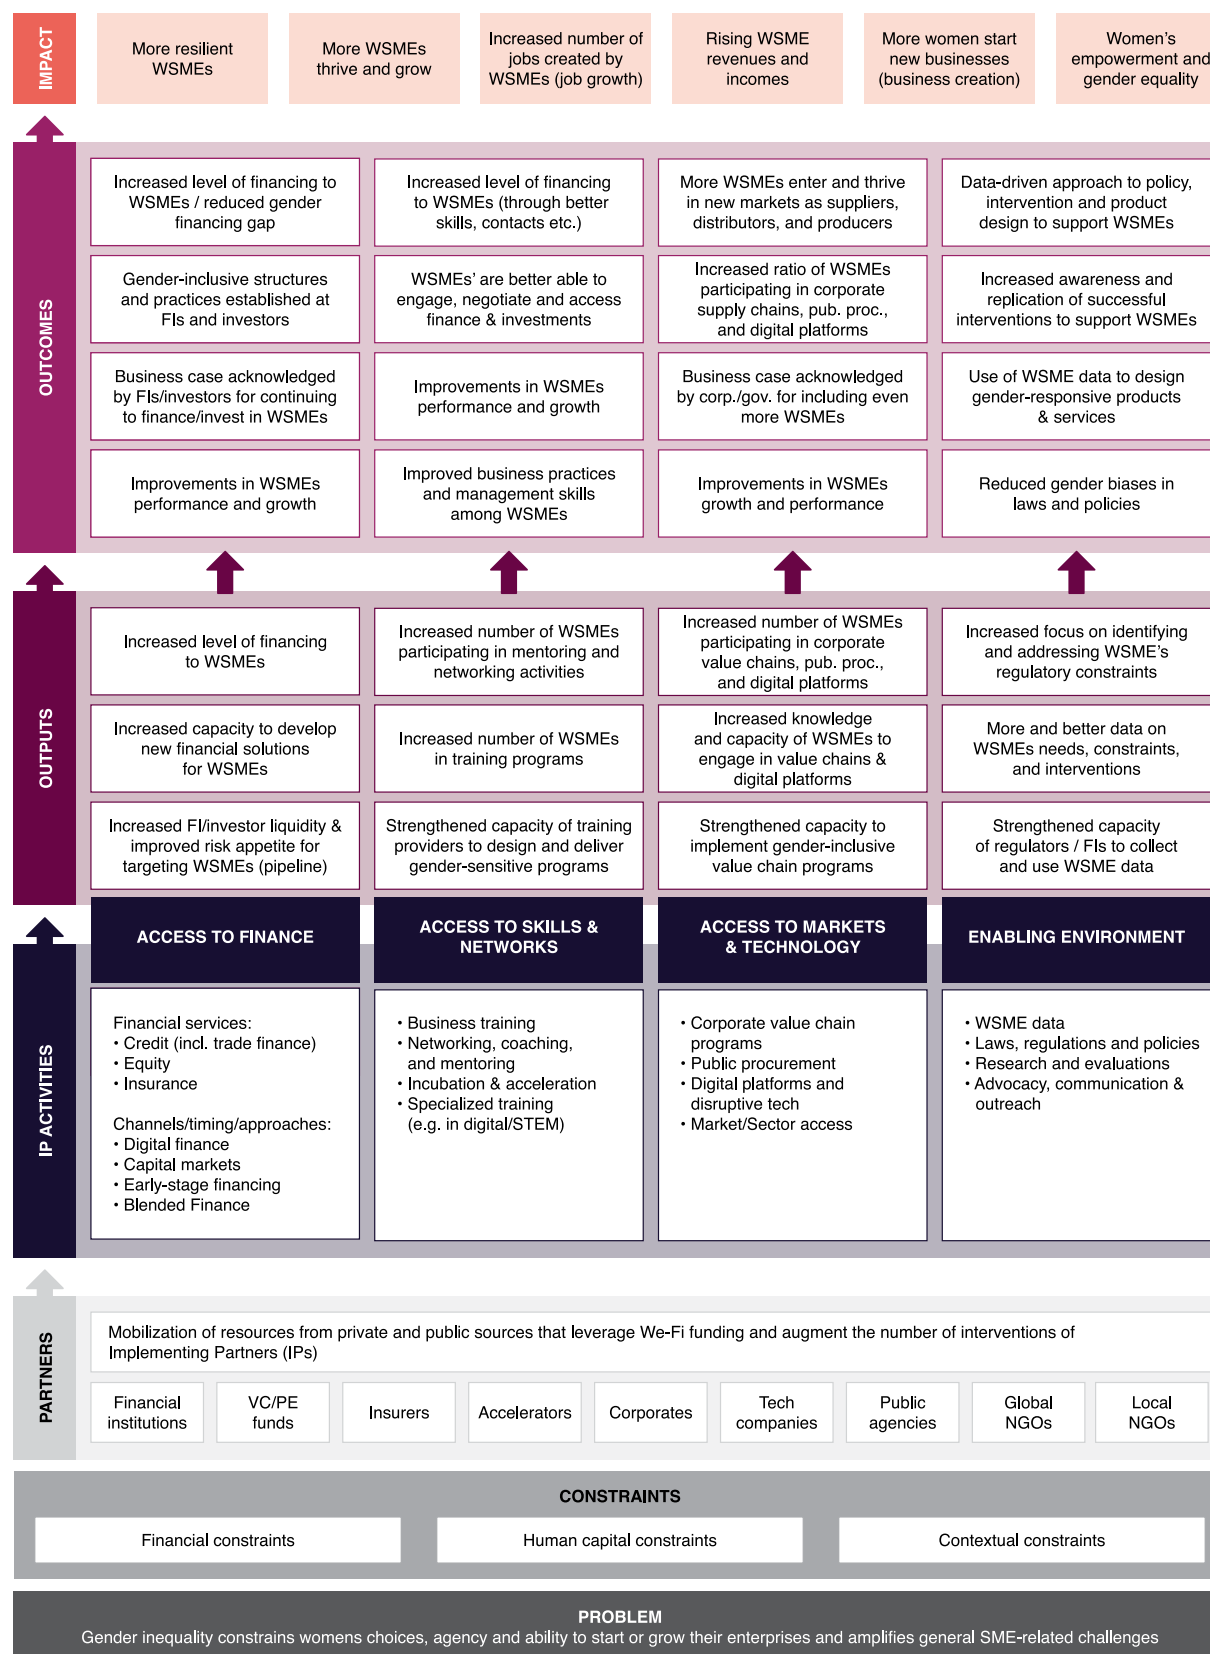 IMPACT
More resilient
WSMEs
More WSMEs
thrive and grow
Increased number of
jobs created by
WSMEs (job growth)
Rising WSME
revenues and
incomes
More women start
new businesses
(business creation)
Women's
empowerment and
gender equality
OUTCOMES
Increased level of financing to
WSMEs / reduced gender
financing gap
Increased level of financing
to WSMEs (through better
skills, contacts etc.)
More WSMEs enter and thrive
in new markets as suppliers,
distributors, and producers
Data-driven approach to policy,
intervention and product
design to support WSMEs
Gender-inclusive structures
and practices established at
FIs and investors
WSMEs' are better able to
engage, negotiate and access
finance & investments
Increased ratio of WSMEs
participating in corporate
supply chains, pub. proc.,
and digital platforms
Increased awareness and
replication of successful
interventions to support WSMEs
Business case acknowledged
by FIs/investors for continuing
to finance/invest in WSMEs
Improvements in WSMEs
performance and growth
Business case acknowledged
by corp./gov. for including even
more WSMEs
Use of WSME data to design
gender-responsive products
& services
Improvements in WSMEs
performance and growth
Improved business practices
and management skills
among WSMEs
Improvements in WSMEs
growth and performance
Reduced gender biases in
laws and policies
OUTPUTS
Increased level of financing
to WSMEs
Increased number of WSMEs
participating in mentoring and
networking activities
Increased number of WSMEs
participating in corporate
value chains, pub. proc.,
and digital platforms
Increased focus on identifying
and addressing WSME's
regulatory constraints
Increased capacity to develop
new financial solutions
for WSMEs
Increased number of WSMEs
in training programs
Increased knowledge
and capacity of WSMEs to
engage in value chains &
digital platforms
More and better data on
WSMEs needs, constraints,
and interventions
Increased FI/investor liquidity &
improved risk appetite for
targeting WSMEs (pipeline)
Strengthened capacity of training
providers to design and deliver
gender-sensitive programs
Strengthened capacity to
implement gender-inclusive
value chain programs
Strengthened capacity
of regulators / FIs to collect
and use WSME data
IP ACTIVITIES
ACCESS TO FINANCE
ACCESS TO SKILLS &
NETWORKS
ACCESS TO MARKETS
& TECHNOLOGY
ENABLING ENVIRONMENT
Financial services:
• Credit (incl. trade finance)
• Equity
• Insurance
Channels/timing/approaches:
• Digital finance
• Capital markets
• Early-stage financing
• Blended Finance
• Business training
• Networking, coaching,
and mentoring
• Incubation & acceleration
• Specialized training
(e.g. in digital/STEM)
• Corporate value chain
programs
• Public procurement
• Digital platforms and
disruptive tech
• Market/Sector access
• WSME data
• Laws, regulations and policies
• Research and evaluations
• Advocacy, communication &
outreach
PARTNERS
Mobilization of resources from private and public sources that leverage We-Fi funding and augment the number of interventions of
Implementing Partners (IPs)
Financial
institutions
VC/PE
funds
Insurers
Accelerators
Corporates
Tech
companies
Public
agencies
Global
NGOs
Local
NGOs
CONSTRAINTS
Financial constraints
Human capital constraints
Contextual constraints
PROBLEM
Gender inequality constrains womens choices, agency and ability to start or grow their enterprises and amplifies general SME-related challenges